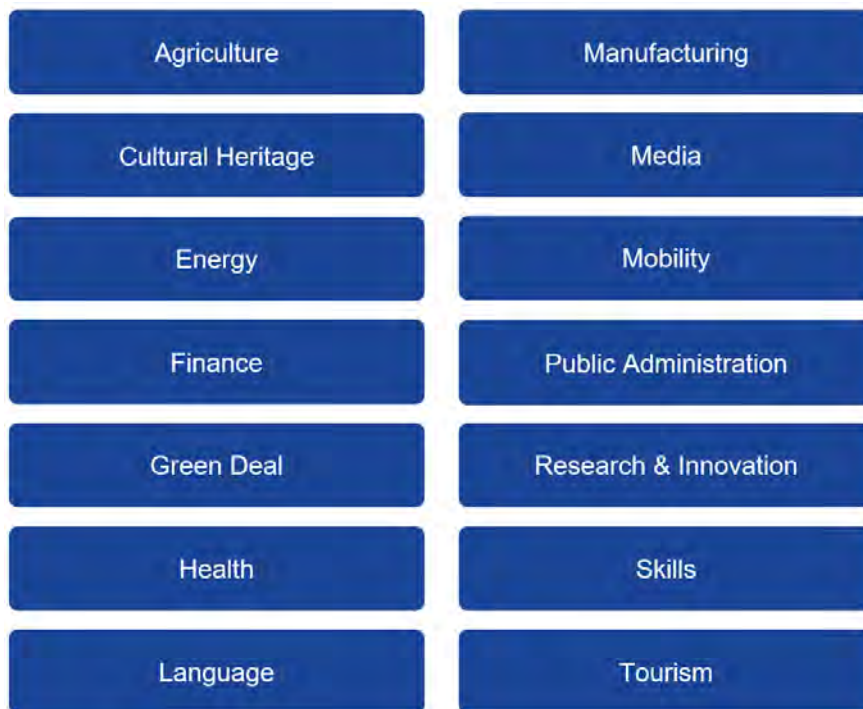 Agriculture
Manufacturing
Cultural Heritage
Media
Energy
Mobility
Finance
Public Administration
Green Deal
Research & Innovation
Health
Skills
Language
Tourism